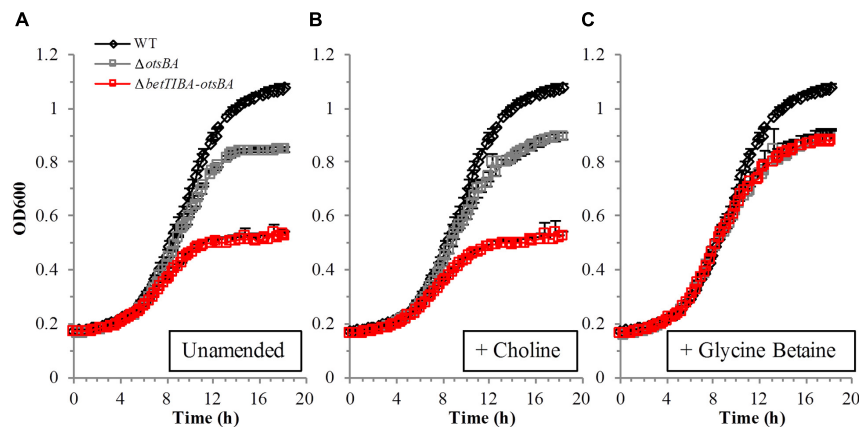 A
B
C
WT
ΔotsBA
ΔbetTIBA-otsBA
OD600
1.2
1
0.8
0.6
0.4
0.2
0
0 4 8 12 16 20
Time (h)
Unamended
1.2
1
0.8
0.6
0.4
0.2
0
0 4 8 12 16 20
Time (h)
+ Choline
1.2
1
0.8
0.6
0.4
0.2
0
0 4 8 12 16 20
Time (h)
+ Glycine Betaine